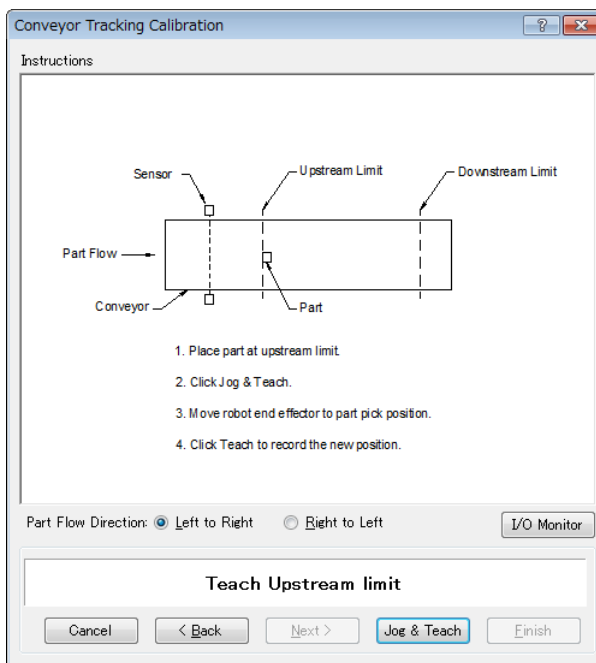 Conveyor Tracking Calibration
Instructions
Sensor
Upstream Limit
Downstream Limit
Part Flow
Conveyor
Part
1. Place part at upstream limit.
2. Click Jog & Teach.
3. Move robot end effector to part pick position.
4. Click Teach to record the new position.
Part Flow Direction: Left to Right Right to Left I/O Monitor
Teach Upstream limit
Cancel < Back Next > Jog & Teach Finish